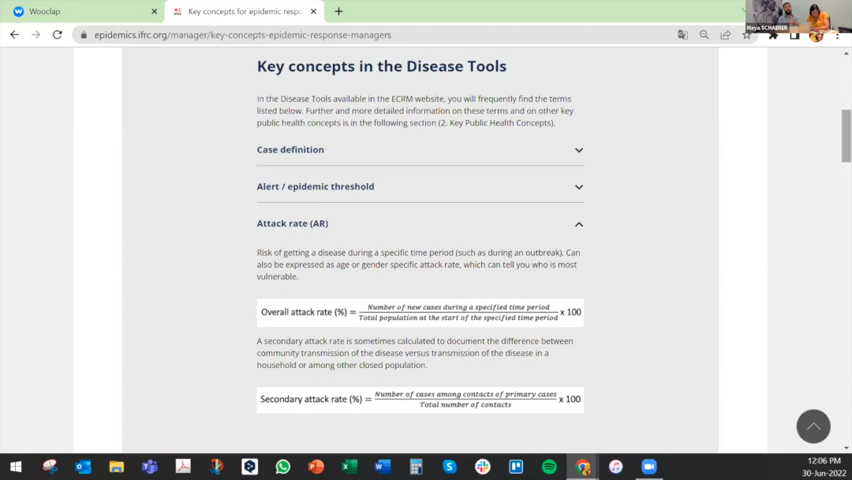 Wooclap
Key concepts for epidemic respo
Maya SCHAERER
epidemics.ifrc.org/manager/key-concepts-epidemic-response-managers
Key concepts in the Disease Tools
In the Disease Tools available in the ECRM website, you will frequently find the terms
listed below. Further and more detailed information on these terms and on other key
public health concepts is in the following section (2. Key Public Health Concepts).
Case definition
Alert / epidemic threshold
Attack rate (AR)
Risk of getting a disease during a specific time period (such as during an outbreak). Can
also be expressed as age or gender specific attack rate, which can tell you who is most
vulnerable.
Number of new cases during a specified time period
Overall attack rate (%) = x 100
Total population at the start of the specified time period
A secondary attack rate is sometimes calculated to document the difference between
community transmission of the disease versus transmission of the disease in a
household or among other closed population.
Number of cases among contacts of primary cases
Secondary attack rate (%) = x 100
Total number of contacts
12:06 PM
30-Jun-2022